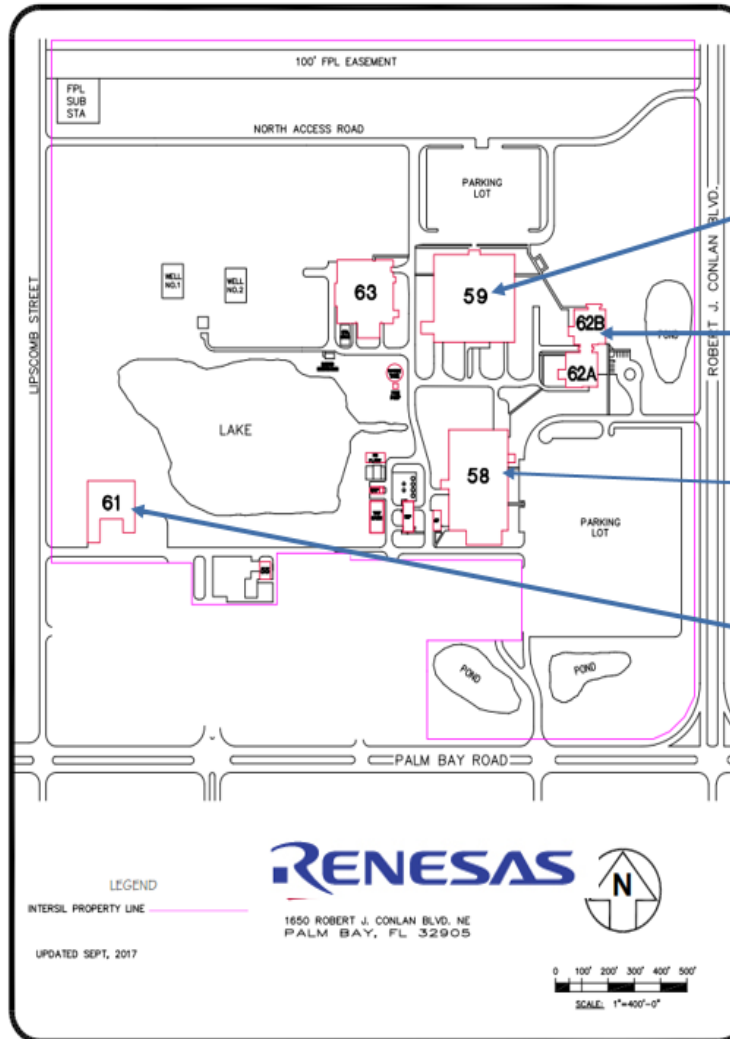 100' FPL EASEMENT
FPL
SUB
STA
NORTH ACCESS ROAD
PARKING
LOT
ROBERT J. CONLAN BLVD.
LIPSCOMB STREET
WELL
NO.1
WELL
NO.2
63
59
62B
POND
62A
LAKE
58
61
PARKING
LOT
55
POND
POND
PALM BAY ROAD
RENESAS
LEGEND
INTERSIL PROPERTY LINE
1650 ROBERT J. CONLAN BLVD. NE
PALM BAY, FL 32905
UPDATED SEPT, 2017
N
0 100' 200' 300' 400' 500'
SCALE: 1"=400'-0"